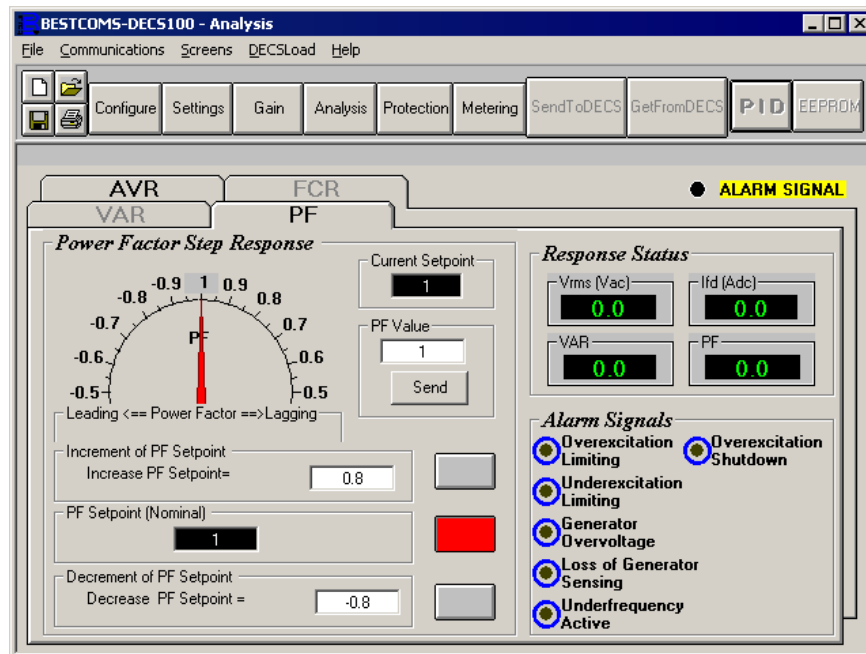 BESTCOMS-DECS100 - Analysis
File Communications Screens DECSLoad Help
Configure Settings Gain Analysis Protection Metering SendToDECS GetFromDECS PID EEPROM
AVR FCR
ALARM SIGNAL
VAR PF
Power Factor Step Response
-0.5 -0.6 -0.7 -0.8 -0.9 1 0.9 0.8 0.7 0.6 0.5
PF
Leading <== Power Factor ==>Lagging
Current Setpoint
1
PF Value
1
Send
Increment of PF Setpoint
Increase PF Setpoint= 0.8
PF Setpoint (Nominal)
1
Decrement of PF Setpoint
Decrease PF Setpoint = -0.8
Response Status
Vrms (Vac) Ifd (Adc)
0.0 0.0
VAR PF
0.0 0.0
Alarm Signals
Overexcitation
Limiting
Overexcitation
Shutdown
Underexcitation
Limiting
Generator
Overvoltage
Loss of Generator
Sensing
Underfrequency
Active